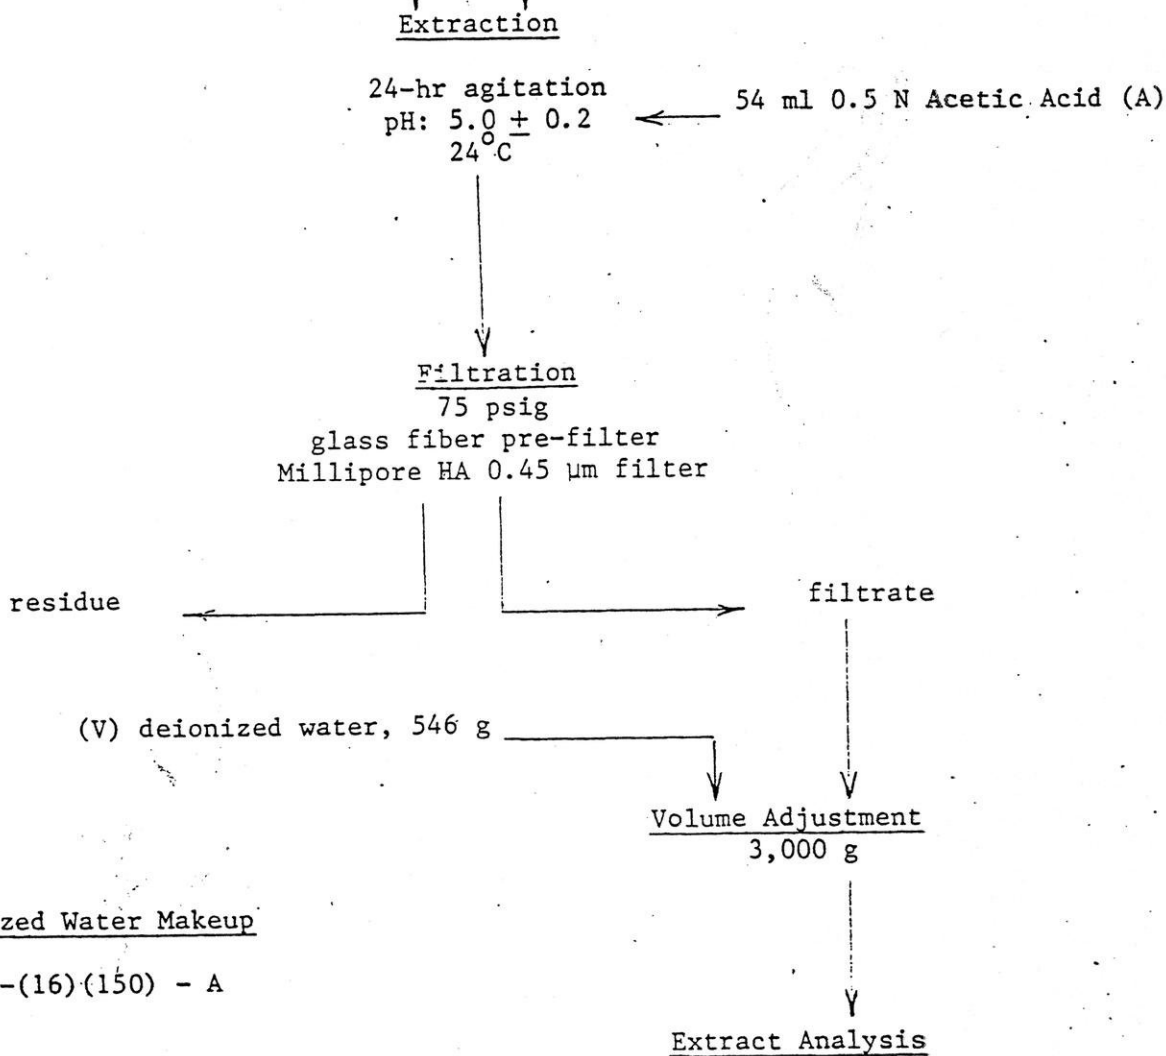 Extraction
24-hr agitation
pH: 5.0 ± 0.2
24°C
54 ml 0.5 N Acetic Acid (A)
Filtration
75 psig
glass fiber pre-filter
Millipore HA 0.45 µm filter
residue
filtrate
(V) deionized water, 546 g
Volume Adjustment
3,000 g
zed Water Makeup
-(16)(150) - A
Extract Analysis